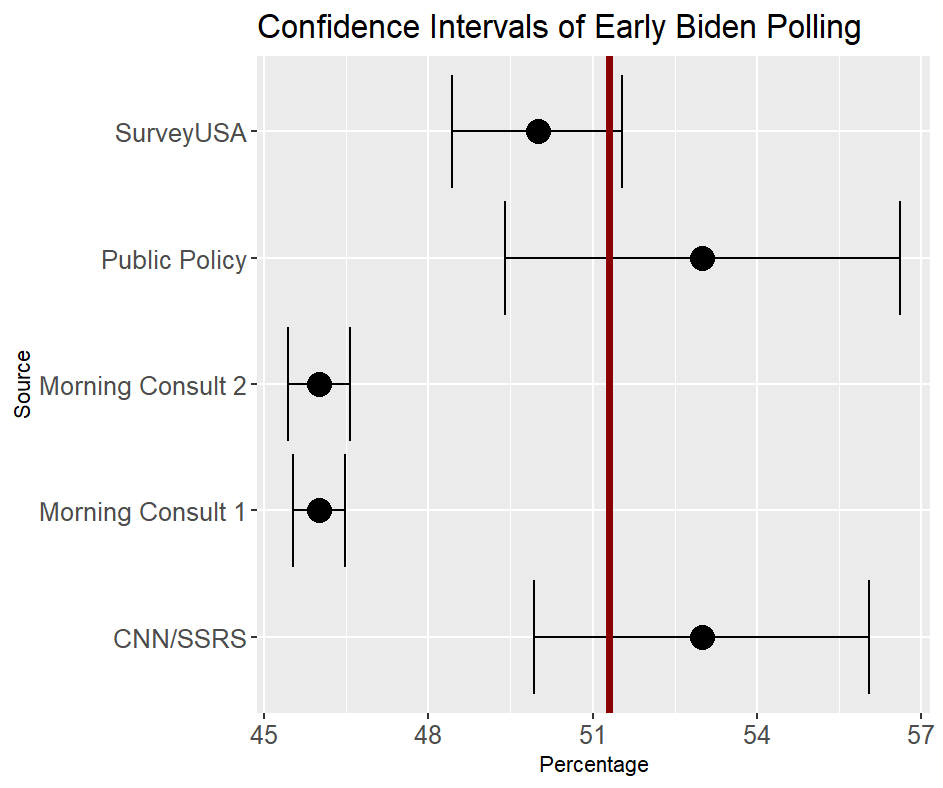 Confidence Intervals of Early Biden Polling
SurveyUSA
Public Policy
Morning Consult 2
Morning Consult 1
CNN/SSRS
Source
45 48 51 54 57
Percentage